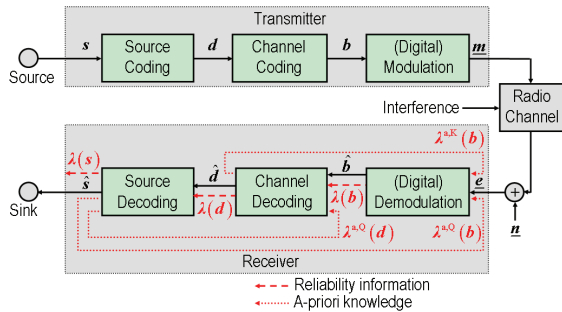 Transmitter
s
Source
Coding
d
Channel
Coding
b
(Digital)
Modulation
m
Source
Interference
Radio
Channel
λ^{a,K}(b)
λ(s)
ŝ
Sink
Source
Decoding
d̂
λ(d)
Channel
Decoding
b̂
λ(b)
(Digital)
Demodulation
e
+
n
λ^{a,Q}(d)
λ^{a,Q}(b)
Receiver
Reliability information
A-priori knowledge